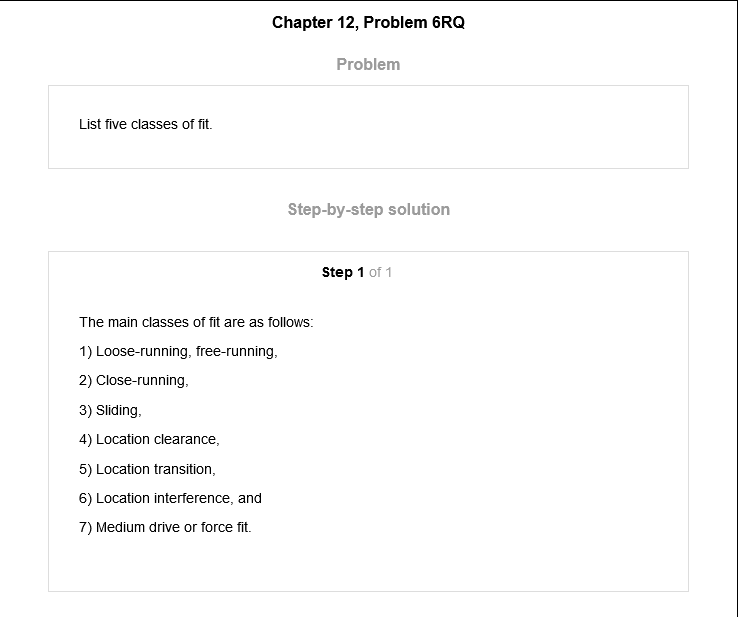 Chapter 12, Problem 6RQ
Problem
List five classes of fit.
Step-by-step solution
Step 1 of 1
The main classes of fit are as follows:
1) Loose-running, free-running,
2) Close-running,
3) Sliding,
4) Location clearance,
5) Location transition,
6) Location interference, and
7) Medium drive or force fit.